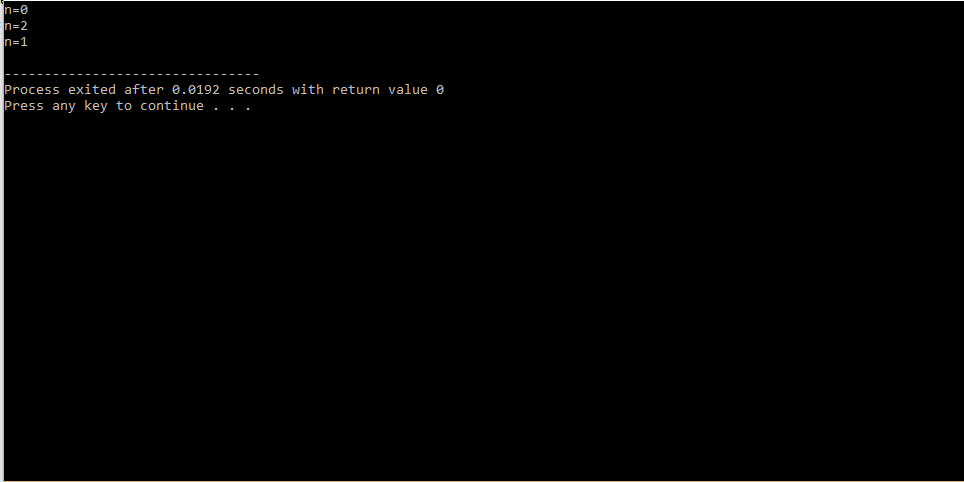 n=0
n=2
n=1
--------------------------------
Process exited after 0.0192 seconds with return value 0
Press any key to continue . . .